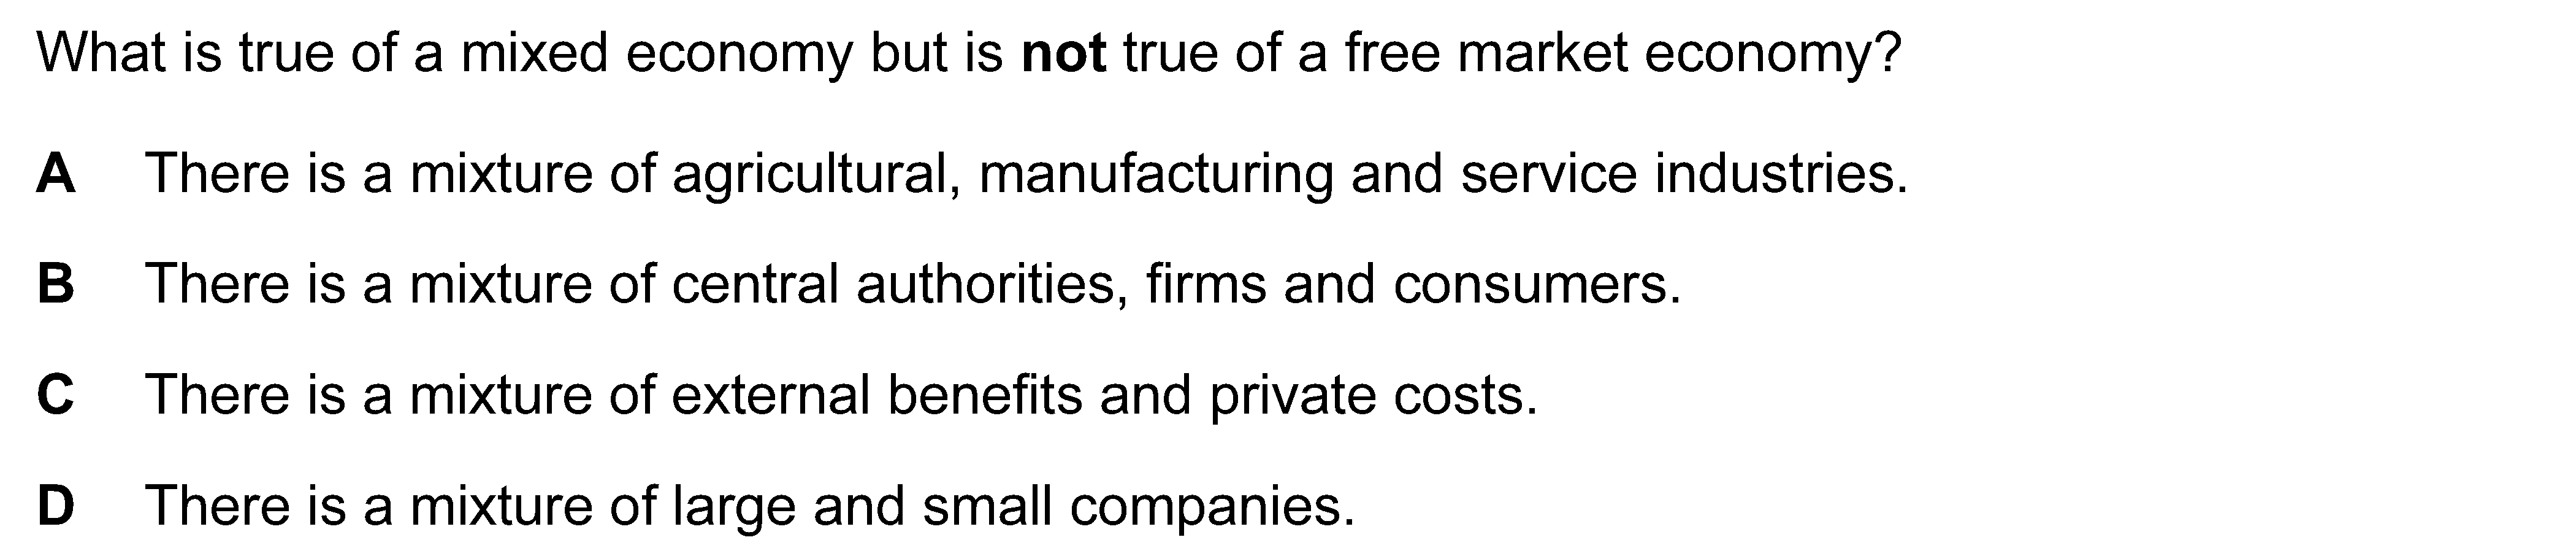 What is true of a mixed economy but is not true of a free market economy?
A There is a mixture of agricultural, manufacturing and service industries.
B There is a mixture of central authorities, firms and consumers.
C There is a mixture of external benefits and private costs.
D There is a mixture of large and small companies.